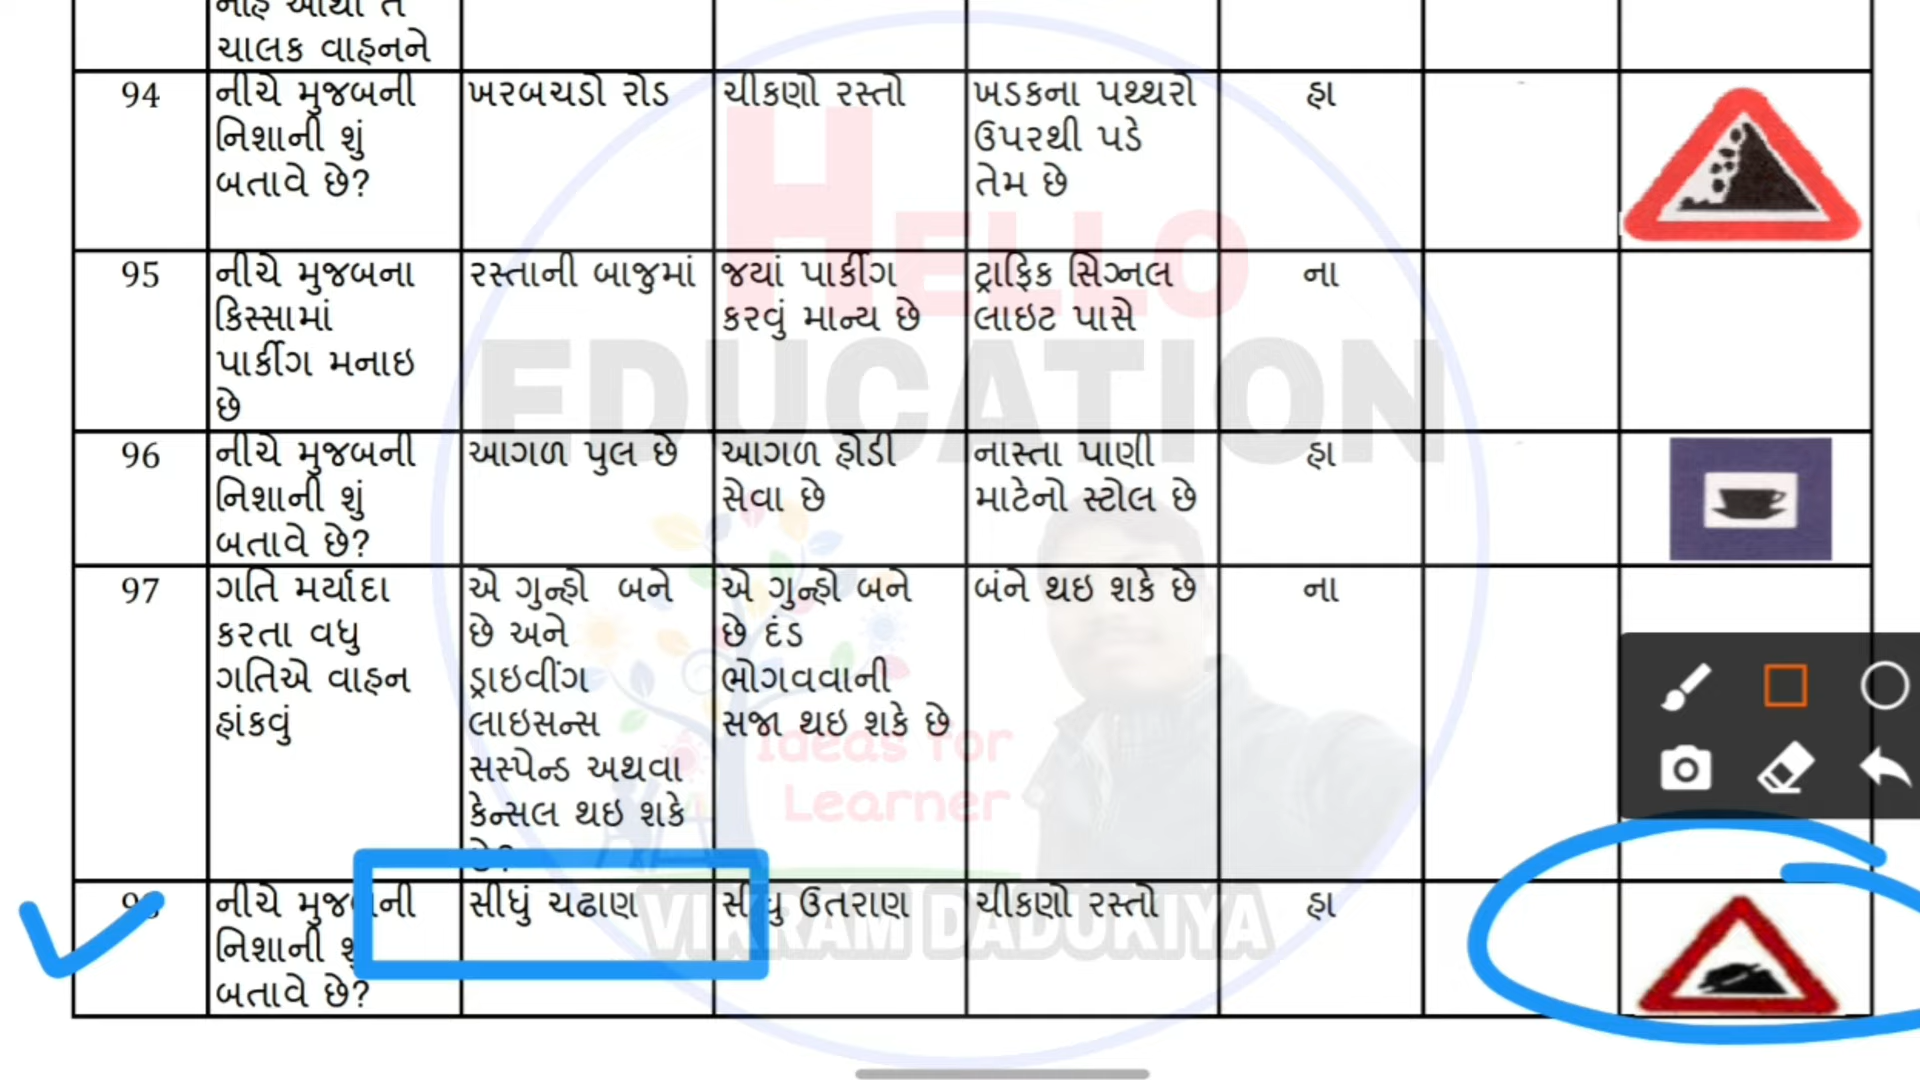 ચાલક વાહનને
94
નીચે મુજબની
નિશાની શું
બતાવે છે?
ખરબચડો રોડ
ચીકણો રસ્તો
ખડકના પથ્થરો
ઉપરથી પડે
તેમ છે
હા
95
નીચે મુજબના
કિસ્સામાં
પાર્કીગ મનાઇ
છે
રસ્તાની બાજુમાં
જયાં પાર્કીગ
કરવું માન્ય છે
ટ્રાફિક સિગ્નલ
લાઇટ પાસે
ના
96
નીચે મુજબની
નિશાની શું
બતાવે છે?
આગળ પુલ છે
આગળ હોડી
સેવા છે
નાસ્તા પાણી
માટેનો સ્ટોલ છે
હા
97
ગતિ મર્યાદા
કરતા વધુ
ગતિએ વાહન
હાંકવું
એ ગુન્હો બને
છે અને
ડ્રાઇવીંગ
લાઇસન્સ
સસ્પેન્ડ અથવા
કેન્સલ થઇ શકે
એ ગુન્હો બને
છે દંડ
ભોગવવાની
સજા થઇ શકે છે
બંને થઇ શકે છે
ના
નીચે મુજબની
નિશાની શું
બતાવે છે?
સીધું ચઢાણ
સીધુ ઉતરાણ
ચીકણો રસ્તો
હા
HELLO
EDUCATION
Ideas for
Learner
VIKRAM DADUKIYA